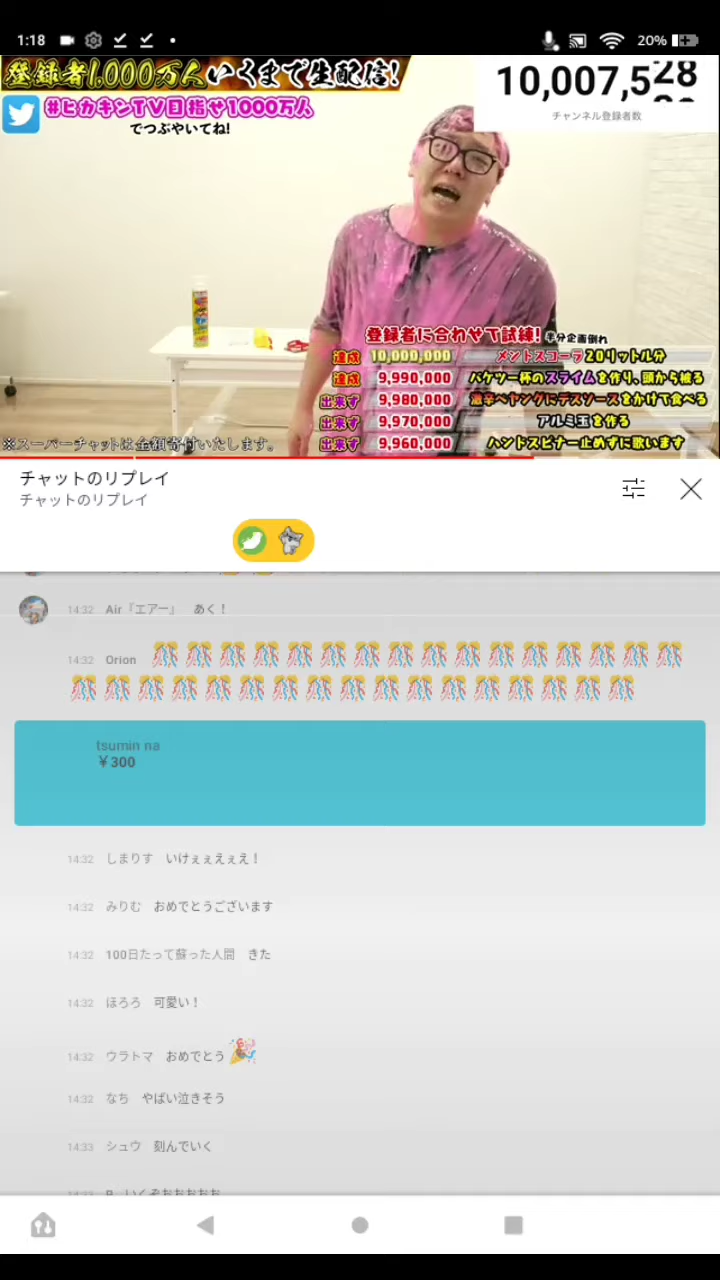 1:18
20%
登録者1,000万人いくまで生配信!
10,007,528
チャンネル登録者数
#ヒカキンTV目指せ1000万人
でつぶやいてね!
登録者に合わせて試練! 半分企画倒れ
達成 10,000,000 メントスコーラ20リットル分
達成 9,990,000 バケツ一杯のスライムを作り、頭から被る
出来ず 9,980,000 激辛ペヤングにデスソースをかけて食べる
出来ず 9,970,000 アルミ玉を作る
出来ず 9,960,000 ハンドスピナー止めずに歌います
※スーパーチャットは全額寄付いたします。
チャットのリプレイ
チャットのリプレイ
14:32 Air『エアー』 あく！
14:32 Orion
tsumin na
￥300
14:32 しまりす いけぇぇえぇえ！
14:32 みりむ おめでとうございます
14:32 100日たって蘇った人間 きた
14:32 ほろろ 可愛い！
14:32 ウラトマ おめでとう
14:32 なち やばい泣きそう
14:33 シュウ 刻んでいく